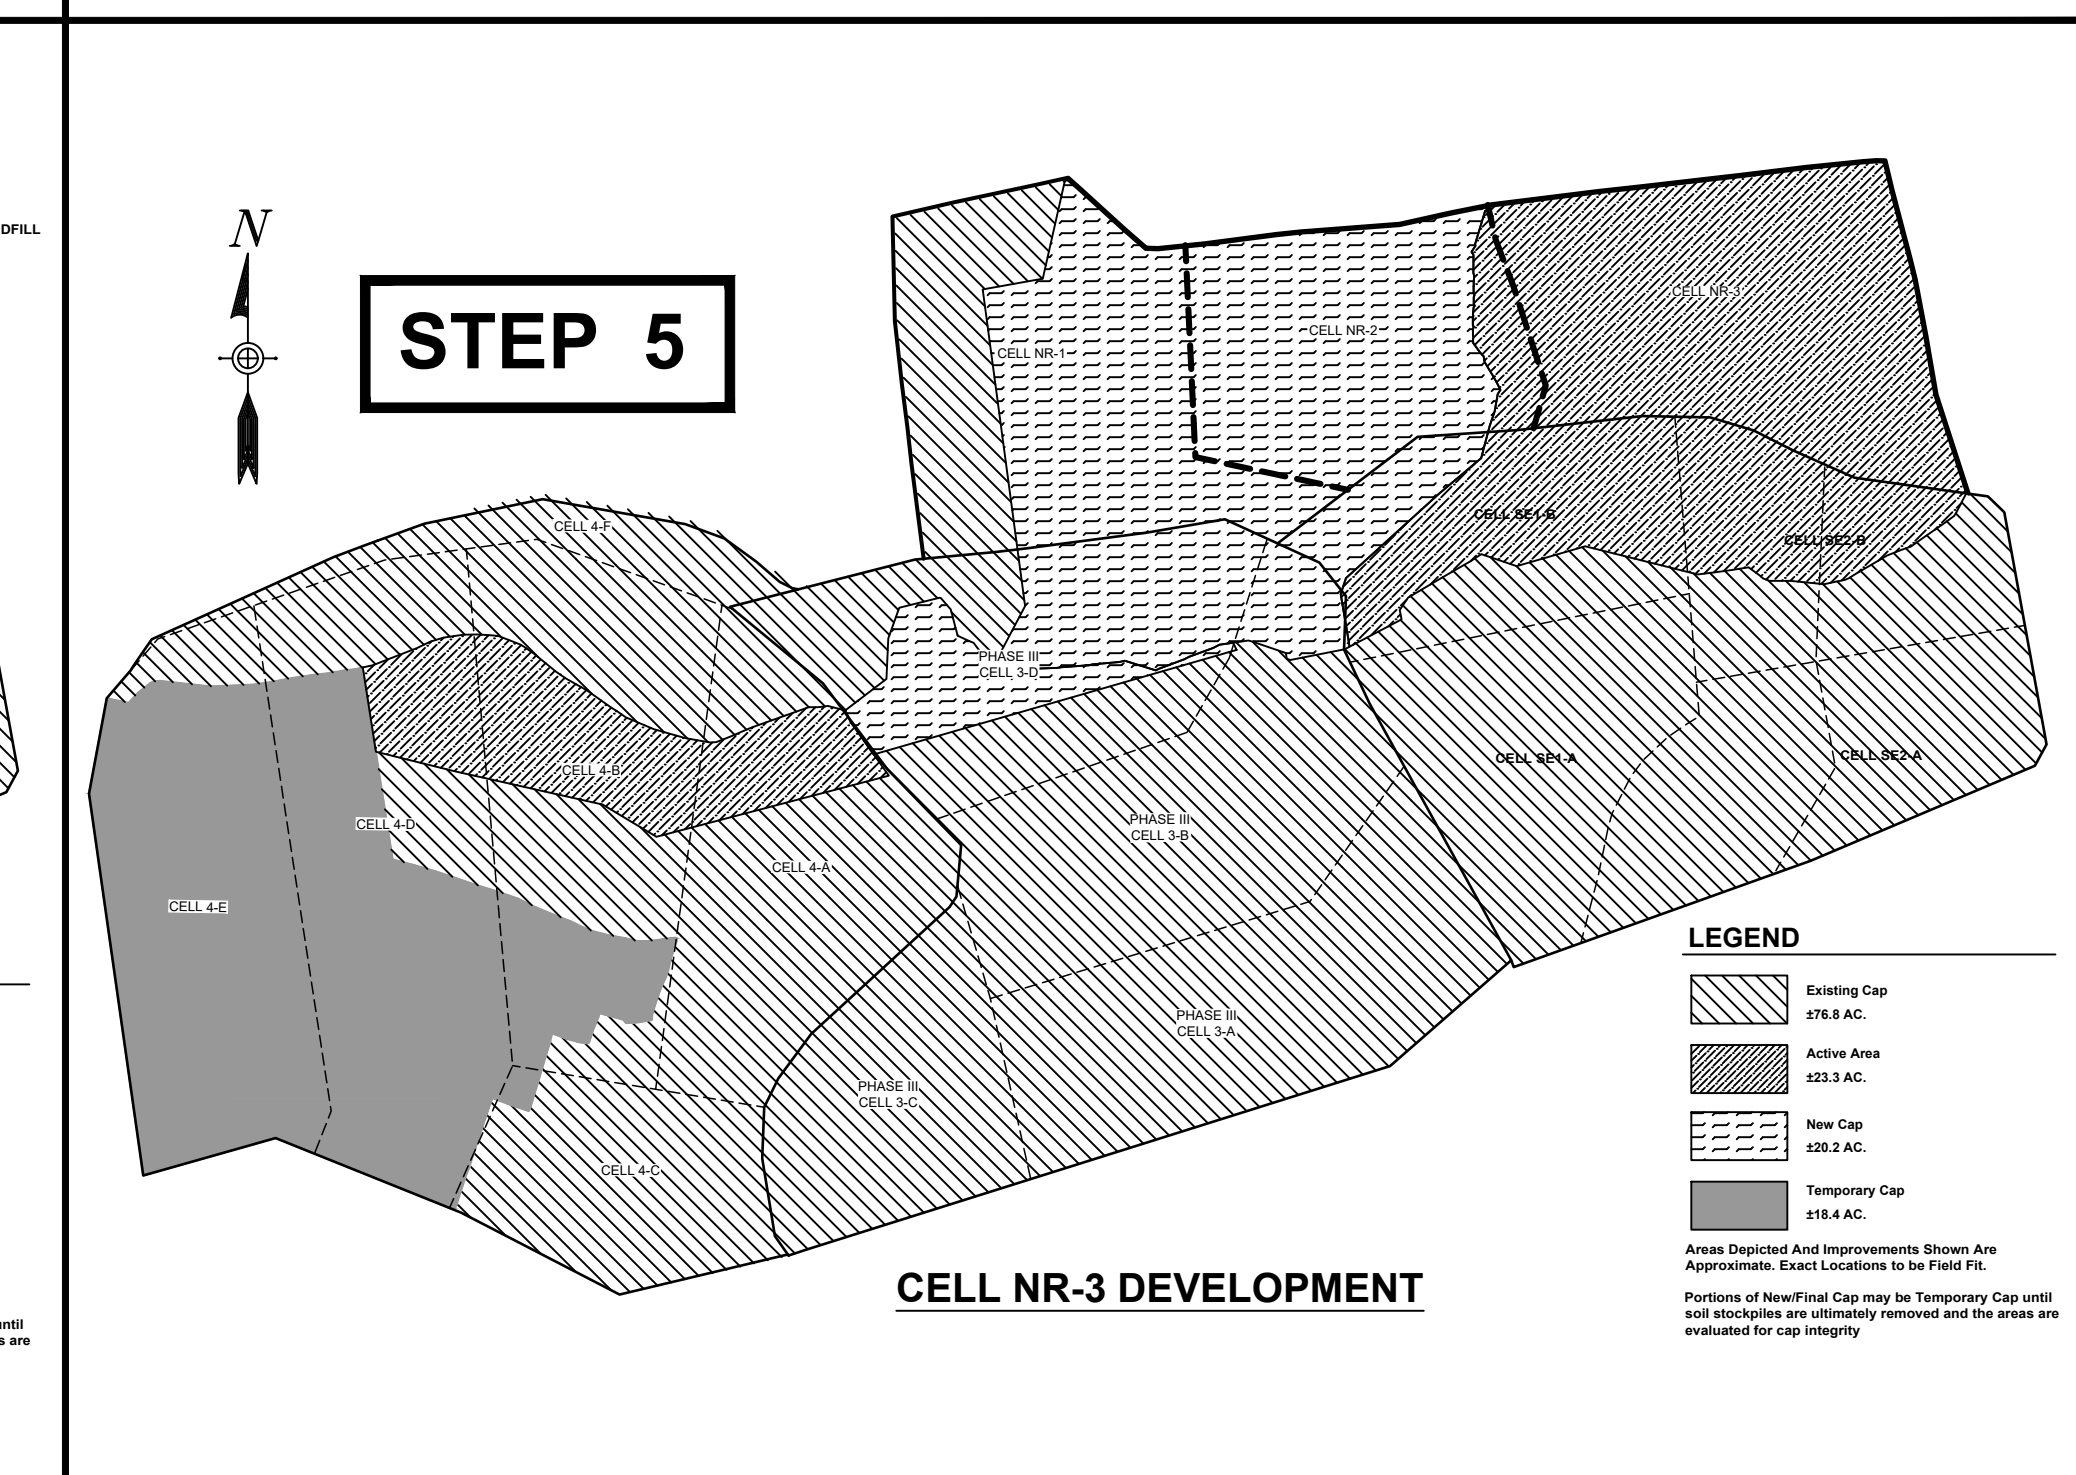 DFILL
N
STEP 5
CELL NR-3
CELL NR-2
CELL NR-1
CELL SE1-B
CELL 4-F
CELL SE2-B
PHASE III
CELL 3-D
CELL SE1-A
CELL SE2-A
CELL 4-B
CELL 4-D
PHASE III
CELL 3-B
CELL 4-A
CELL 4-E
PHASE III
CELL 3-A
PHASE III
CELL 3-C
CELL 4-C
LEGEND
Existing Cap
±76.8 AC.
Active Area
±23.3 AC.
New Cap
±20.2 AC.
Temporary Cap
±18.4 AC.
Areas Depicted And Improvements Shown Are
Approximate. Exact Locations to be Field Fit.
Portions of New/Final Cap may be Temporary Cap until
soil stockpiles are ultimately removed and the areas are
evaluated for cap integrity
CELL NR-3 DEVELOPMENT
until
s are